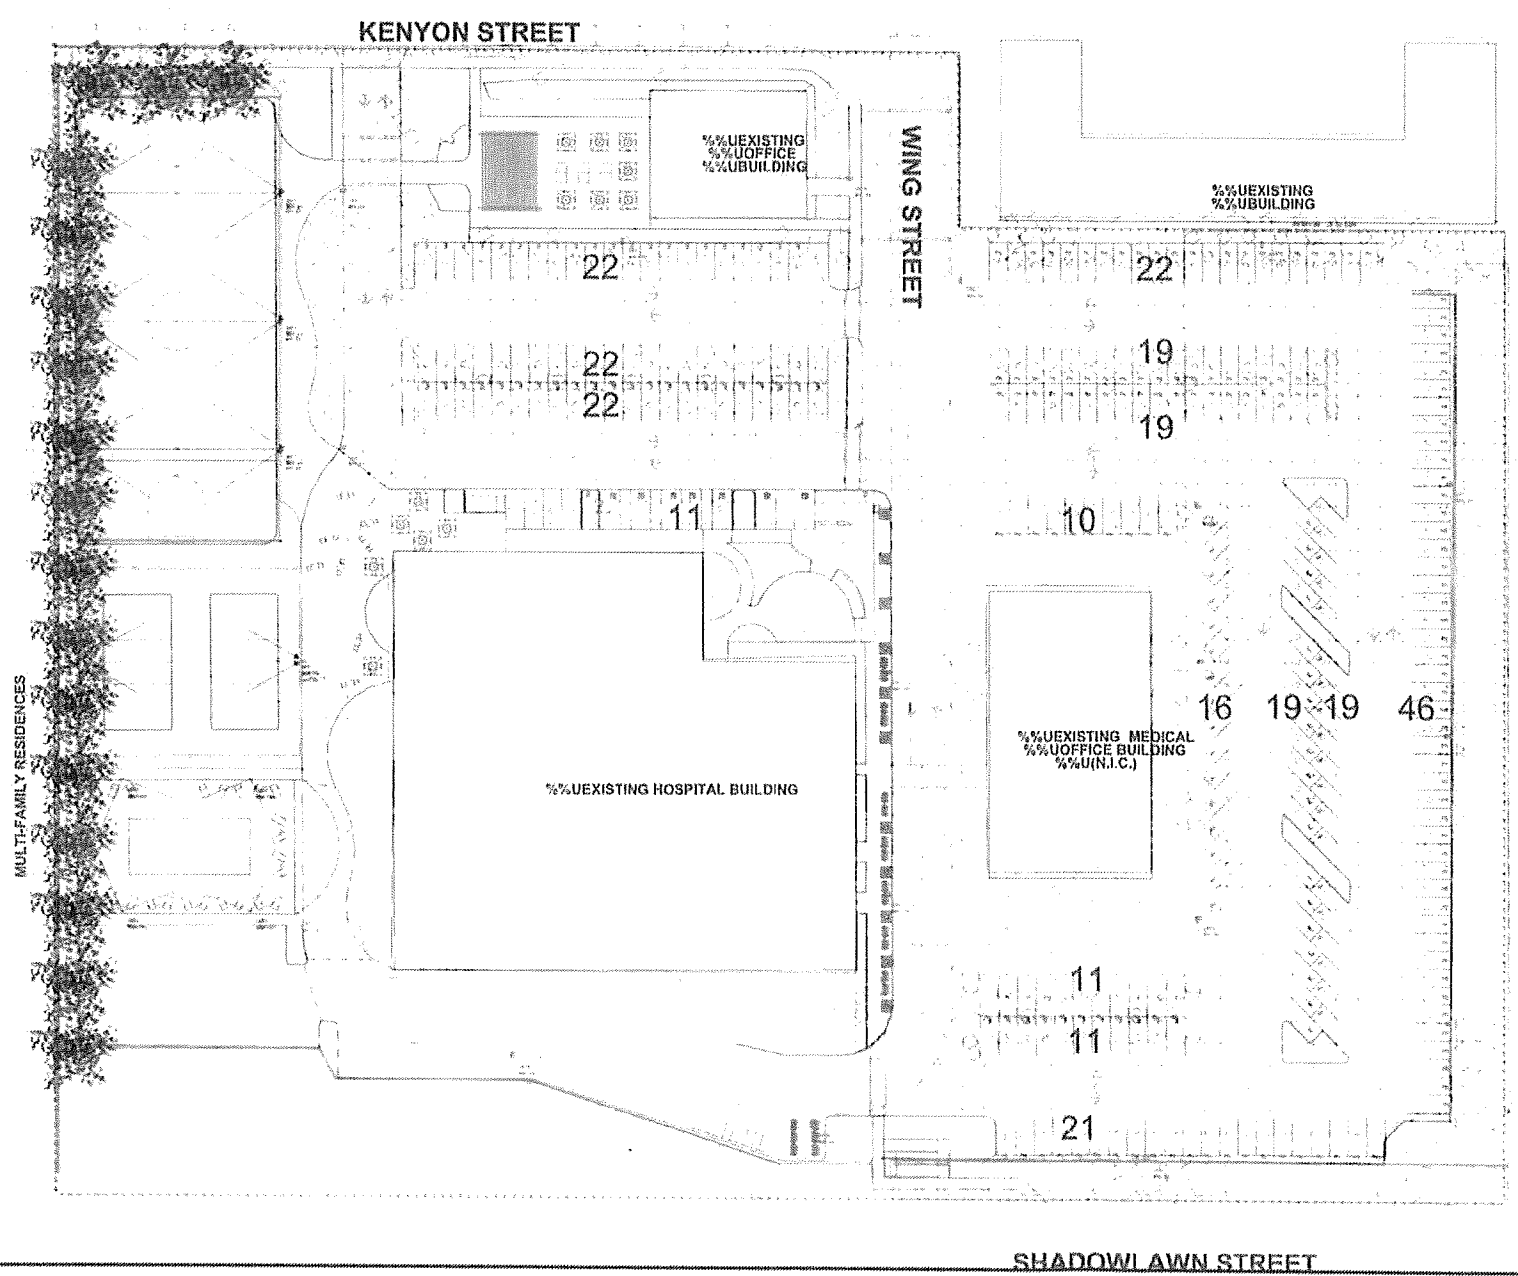 KENYON STREET
%%UEXISTING
%%UOFFICE
%%UBUILDING
WING STREET
%%UEXISTING
%%UBUILDING
22
22
22
22
19
19
11
10
MULTI-FAMILY RESIDENCES
16
19
19
46
%%UEXISTING MEDICAL
%%UOFFICE BUILDING
%%U(N.I.C.)
%%UEXISTING HOSPITAL BUILDING
11
11
21
SHADOWLAWN STREET